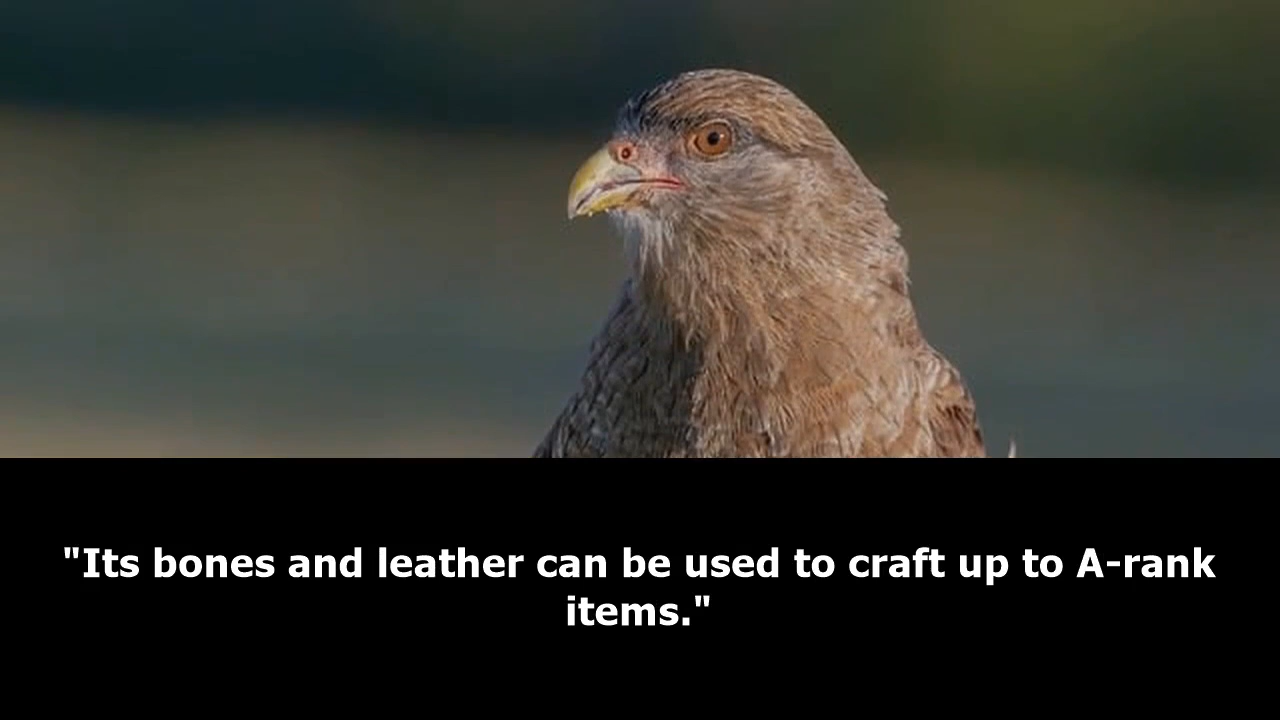 "Its bones and leather can be used to craft up to A-rank
items."